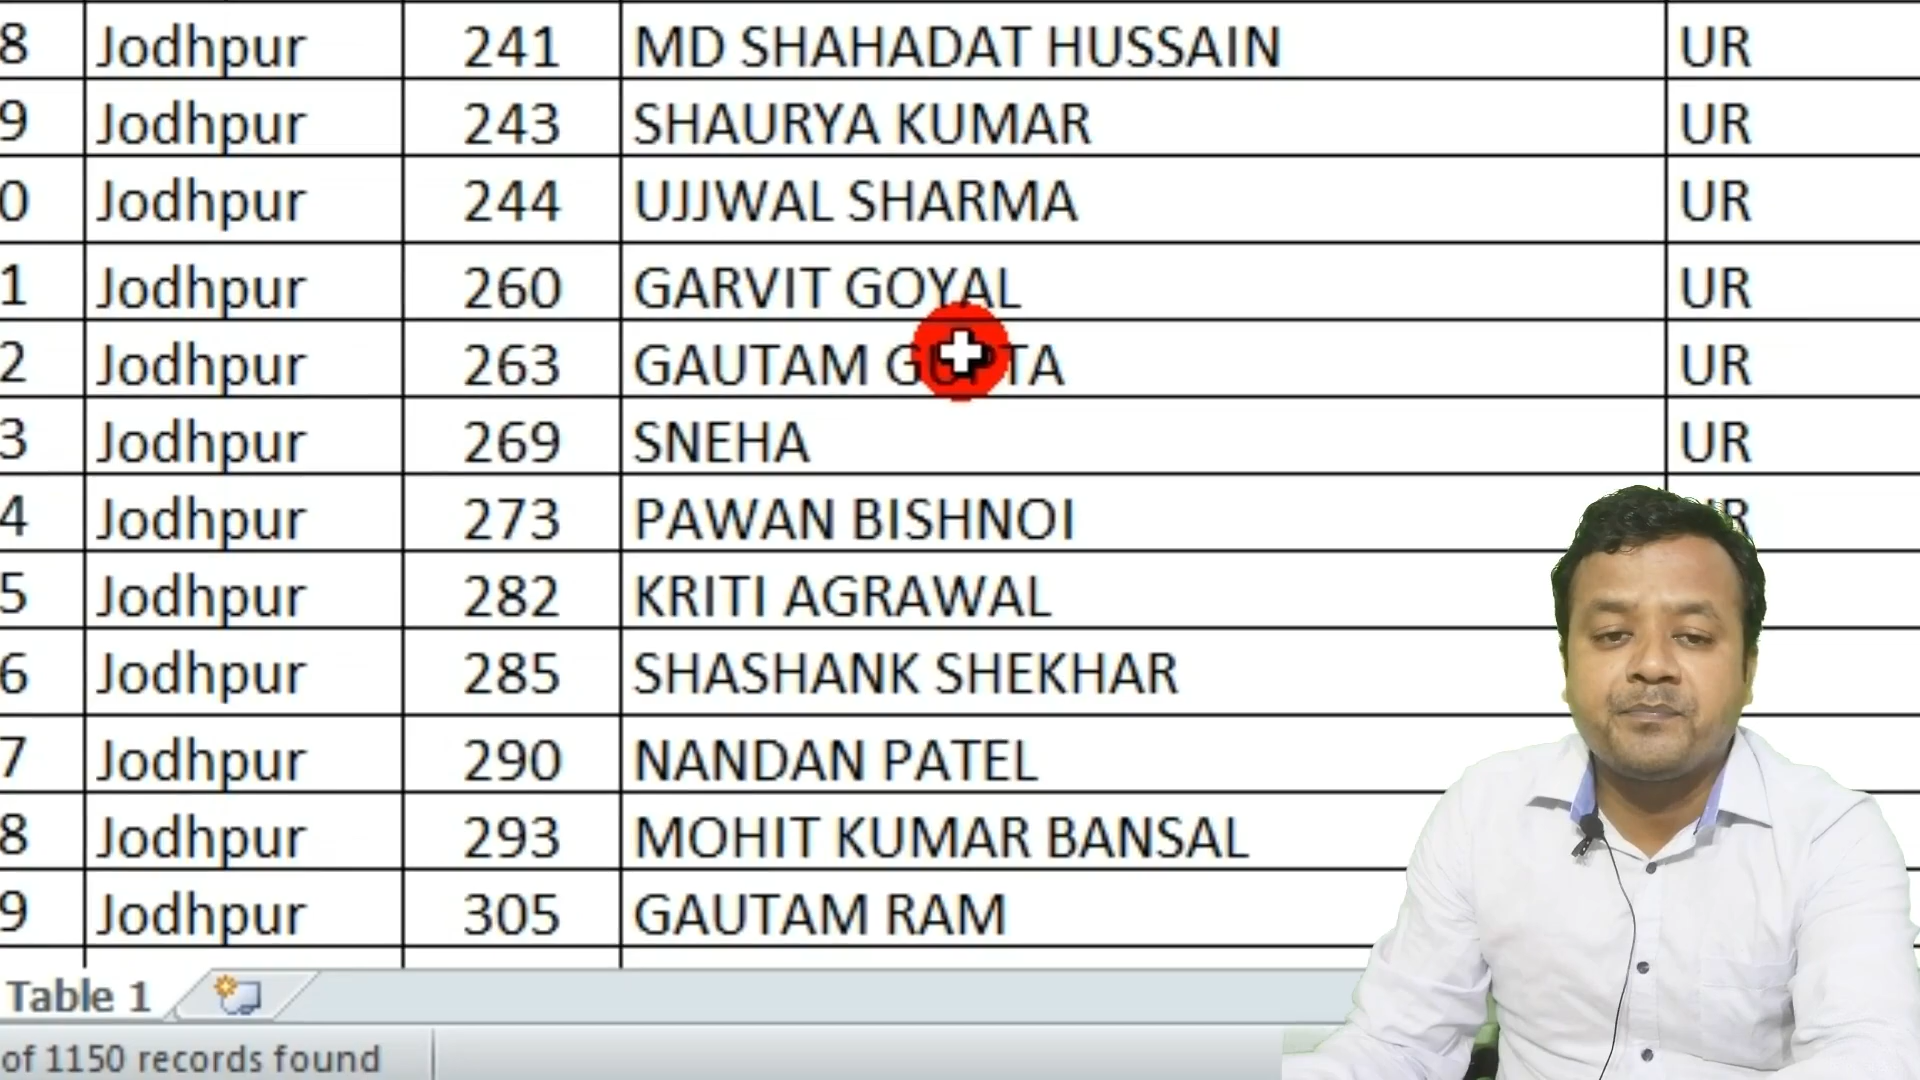 8 Jodhpur 241 MD SHAHADAT HUSSAIN UR
9 Jodhpur 243 SHAURYA KUMAR UR
0 Jodhpur 244 UJJWAL SHARMA UR
1 Jodhpur 260 GARVIT GOYAL UR
2 Jodhpur 263 GAUTAM GUPTA UR
3 Jodhpur 269 SNEHA UR
4 Jodhpur 273 PAWAN BISHNOI UR
5 Jodhpur 282 KRITI AGRAWAL
6 Jodhpur 285 SHASHANK SHEKHAR
7 Jodhpur 290 NANDAN PATEL
8 Jodhpur 293 MOHIT KUMAR BANSAL
9 Jodhpur 305 GAUTAM RAM
Table 1
of 1150 records found